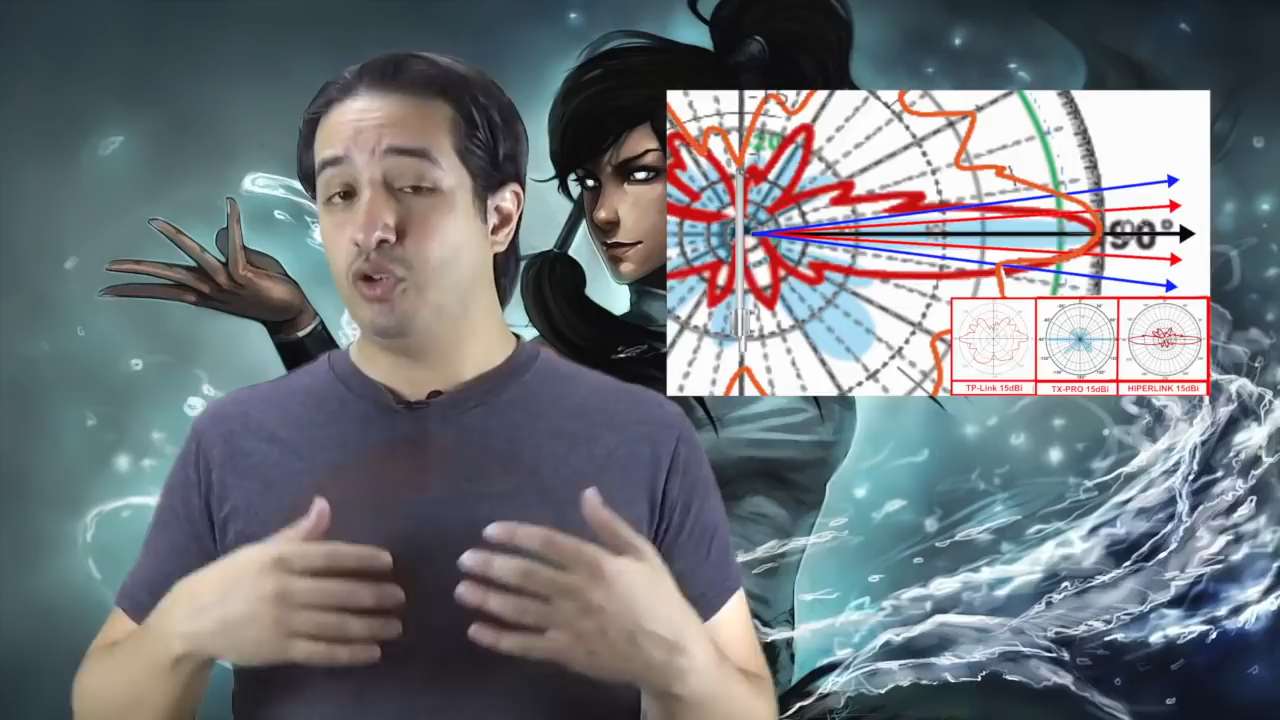 20
90°
TP-Link 15dBi
TX-PRO 15dBi
HIPERLINK 15dBi